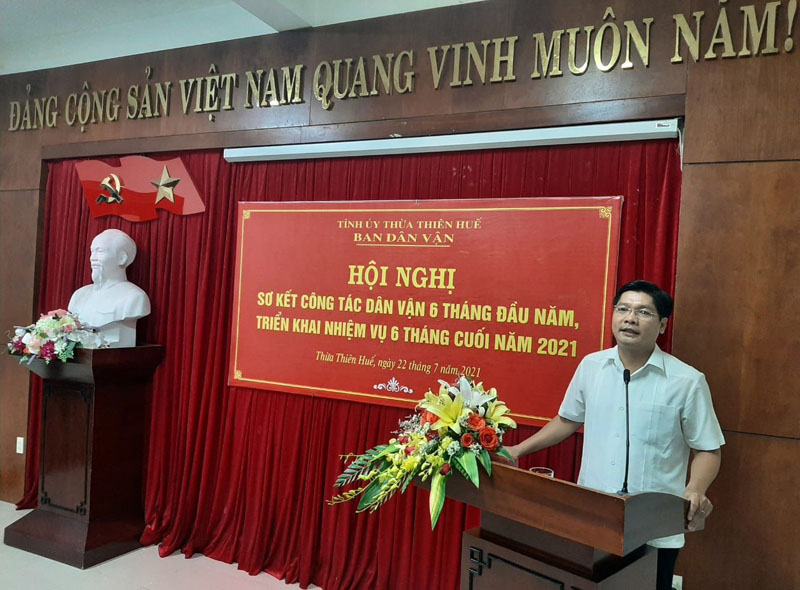 ĐẢNG CỘNG SẢN VIỆT NAM QUANG VINH MUÔN NĂM!
TỈNH ỦY THỪA THIÊN HUẾ
BAN DÂN VẬN
HỘI NGHỊ
SƠ KẾT CÔNG TÁC DÂN VẬN 6 THÁNG ĐẦU NĂM,
TRIỂN KHAI NHIỆM VỤ 6 THÁNG CUỐI NĂM 2021
Thừa Thiên Huế, ngày 22 tháng 7 năm 2021